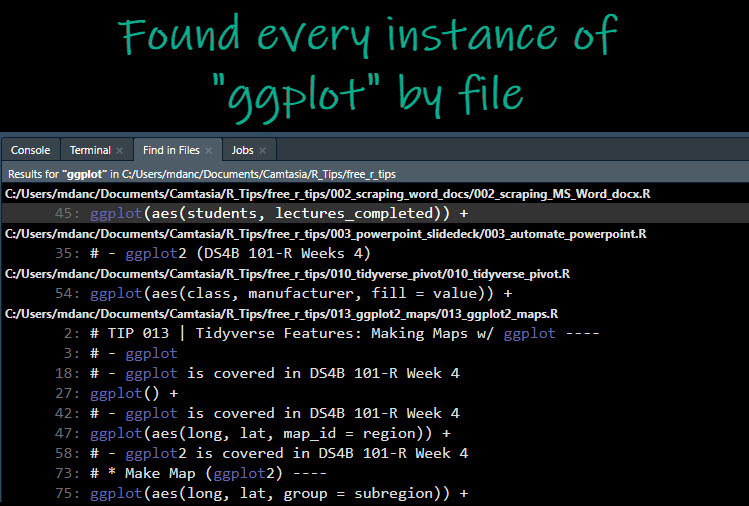 Found every instance of
"ggplot" by file
Console Terminal × Find in Files × Jobs ×
Results for "ggplot" in C:/Users/mdanc/Documents/Camtasia/R_Tips/free_r_tips
C:/Users/mdanc/Documents/Camtasia/R_Tips/free_r_tips/002_scraping_word_docs/002_scraping_MS_Word_docx.R
45: ggplot(aes(students, lectures_completed)) +
C:/Users/mdanc/Documents/Camtasia/R_Tips/free_r_tips/003_powerpoint_slidedeck/003_automate_powerpoint.R
35: # - ggplot2 (DS4B 101-R Weeks 4)
C:/Users/mdanc/Documents/Camtasia/R_Tips/free_r_tips/010_tidyverse_pivot/010_tidyverse_pivot.R
54: ggplot(aes(class, manufacturer, fill = value)) +
C:/Users/mdanc/Documents/Camtasia/R_Tips/free_r_tips/013_ggplot2_maps/013_ggplot2_maps.R
2: # TIP 013 | Tidyverse Features: Making Maps w/ ggplot ----
3: # - ggplot
18: # - ggplot is covered in DS4B 101-R Week 4
27: ggplot() +
42: # - ggplot is covered in DS4B 101-R Week 4
47: ggplot(aes(long, lat, map_id = region)) +
58: # - ggplot2 is covered in DS4B 101-R Week 4
73: # * Make Map (ggplot2) ----
75: ggplot(aes(long, lat, group = subregion)) +